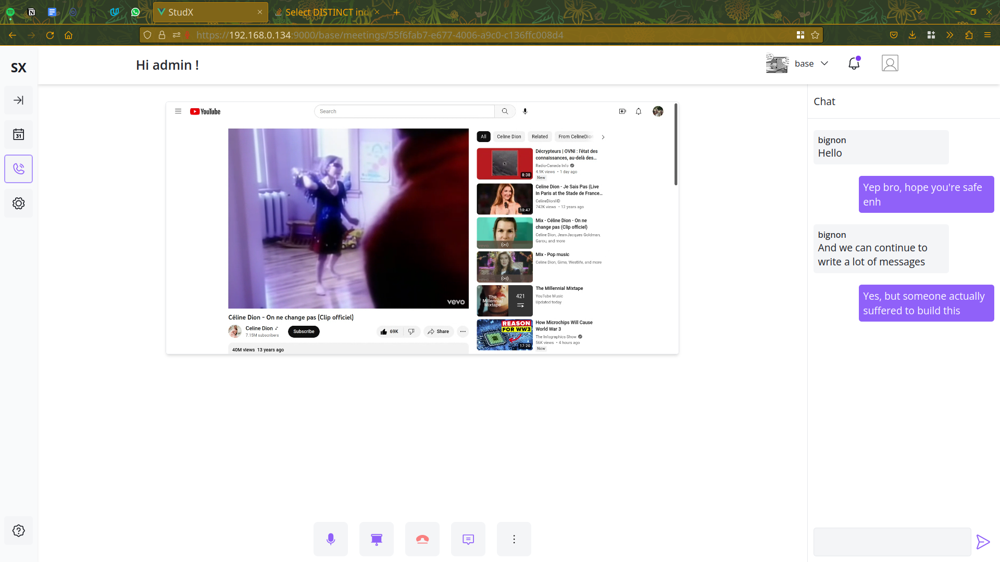 StudX
Select DISTINCT ind
https://192.168.0.134:9000/base/meetings/55f6fab7-e677-4006-a9c0-c136ffc008d4
SX
Hi admin !
base
31
YouTube
Search
All
Celine Dion
Related
From CelineDion
vevo
Décrypteurs | OVNI : l'état des
connaissances, au-delà des...
Radio-Canada Info
4.9K views • 1 day ago
New
8:38
Celine Dion - Je Sais Pas (Live
In Paris at the Stade de France...
CelineDionHD
742K views • 12 years ago
10:47
Mix - Céline Dion - On ne
change pas (Clip officiel)
Celine Dion, Jean-Jacques Goldman,
Garou, and more
Mix - Pop music
Celine Dion, Gims, Westlife, and more
The Millennial Mixtape
YouTube Music
Updated today
The
Millennial
Mixtape
421
How Microchips Will Cause
World War 3
The Infographics Show
56K views • 4 hours ago
New
REASON
FOR WW3
17:20
Céline Dion - On ne change pas (Clip officiel)
Celine Dion
7.15M subscribers
Subscribe
69K
Share
40M views 13 years ago
Chat
bignon
Hello
Yep bro, hope you're safe
enh
bignon
And we can continue to
write a lot of messages
Yes, but someone actually
suffered to build this